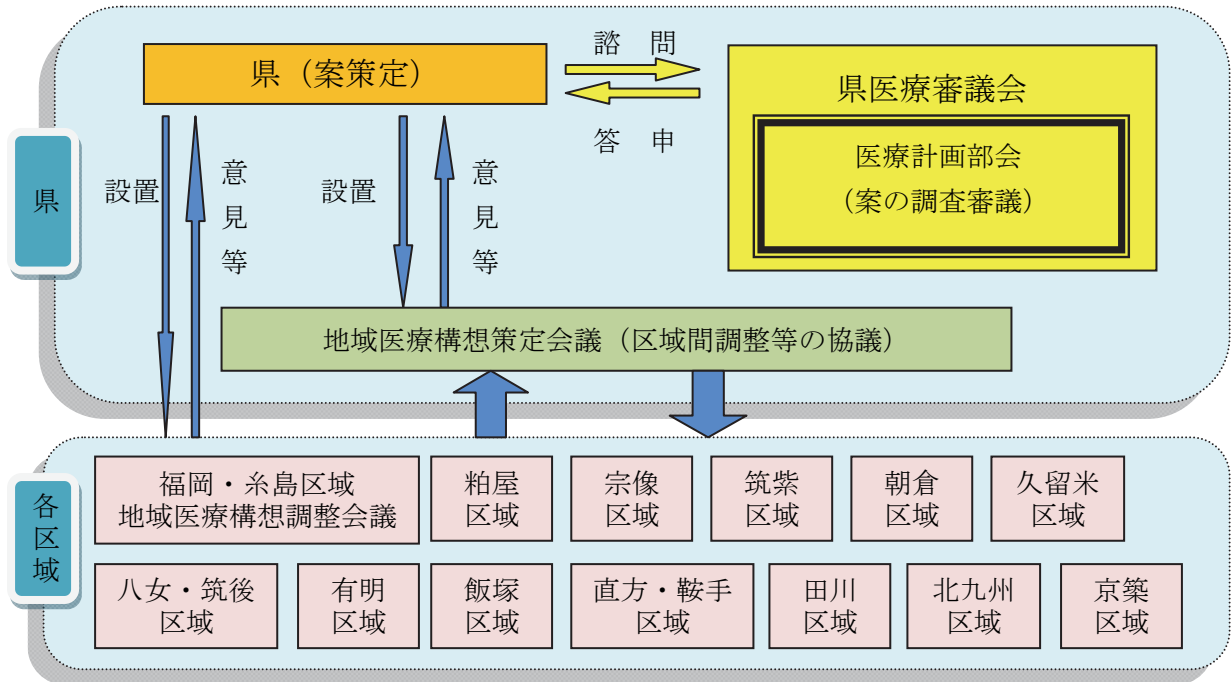 県
県（案策定）
諮問
答申
県医療審議会
医療計画部会
（案の調査審議）
設置
意見等
設置
意見等
地域医療構想策定会議（区域間調整等の協議）
各区域
福岡・糸島区域
地域医療構想調整会議
粕屋
区域
宗像
区域
筑紫
区域
朝倉
区域
久留米
区域
八女・筑後
区域
有明
区域
飯塚
区域
直方・鞍手
区域
田川
区域
北九州
区域
京築
区域